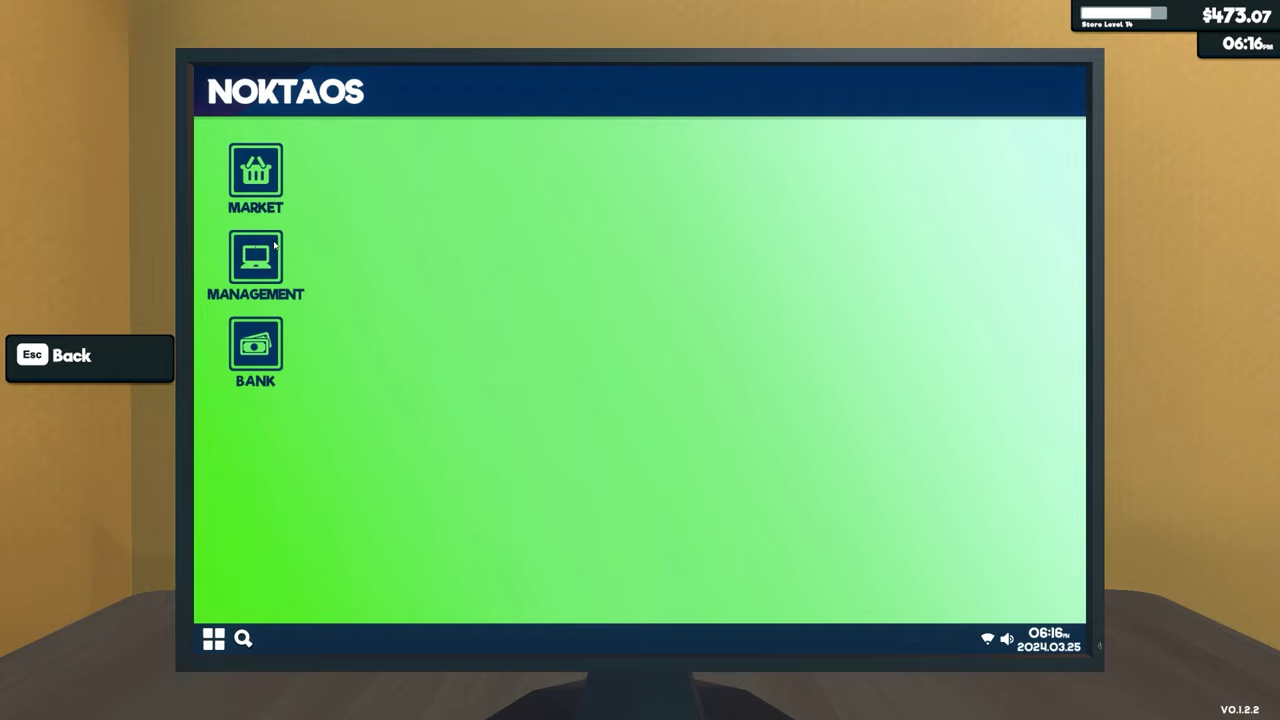 $473.07
Store Level 14
06:16PM
NOKTAOS
MARKET
MANAGEMENT
Esc Back
BANK
06:16PM
2024.03.25
V0.1.2.2